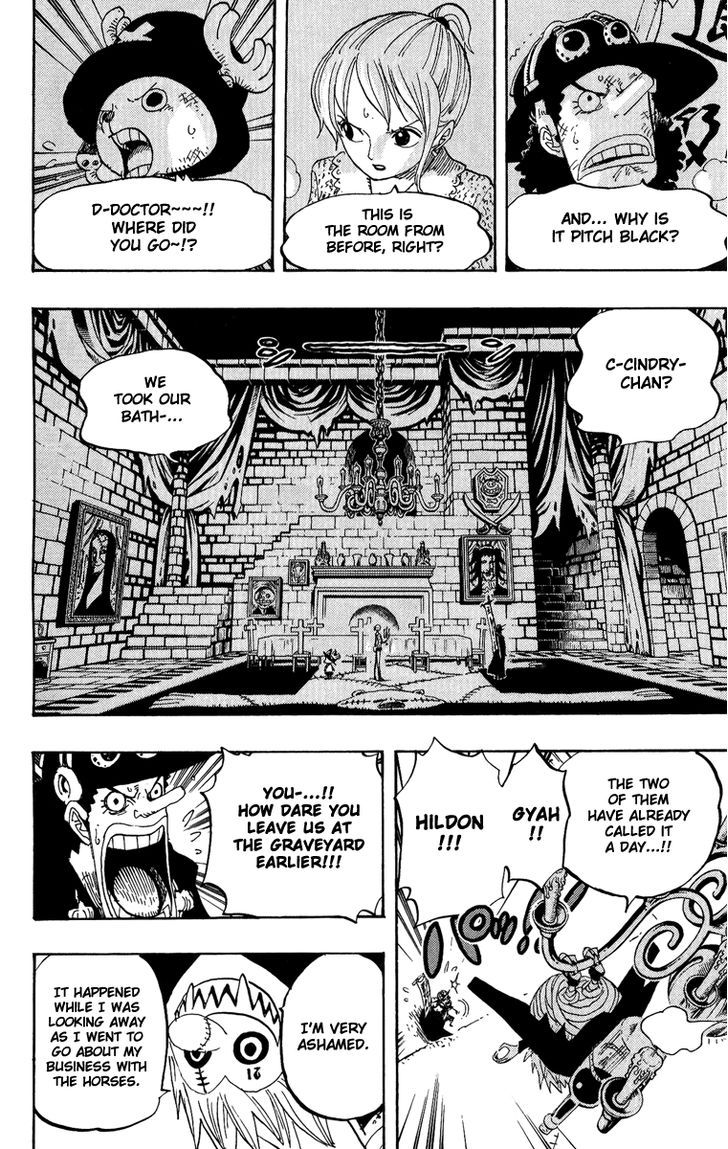 D-DOCTOR~~~!!
WHERE DID
YOU GO~!?
THIS IS
THE ROOM FROM
BEFORE, RIGHT?
AND... WHY IS
IT PITCH BLACK?
WE
TOOK OUR
BATH-...
C-CINDRY-
CHAN?
YOU-...!!
HOW DARE YOU
LEAVE US AT
THE GRAVEYARD
EARLIER!!!
HILDON
!!!
GYAH
!!
THE TWO
OF THEM
HAVE ALREADY
CALLED IT
A DAY...!!
IT HAPPENED
WHILE I WAS
LOOKING AWAY
AS I WENT TO
GO ABOUT MY
BUSINESS WITH
THE HORSES.
I'M VERY
ASHAMED.
12